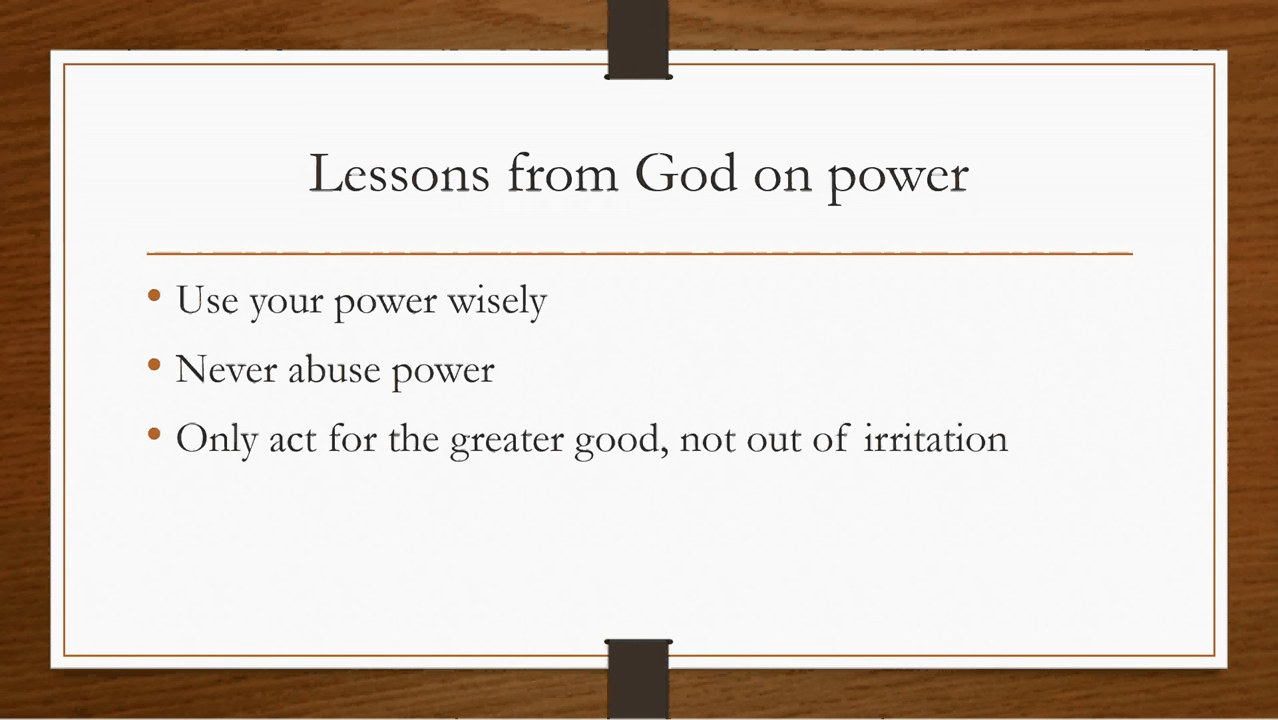 Lessons from God on power
• Use your power wisely
• Never abuse power
• Only act for the greater good, not out of irritation